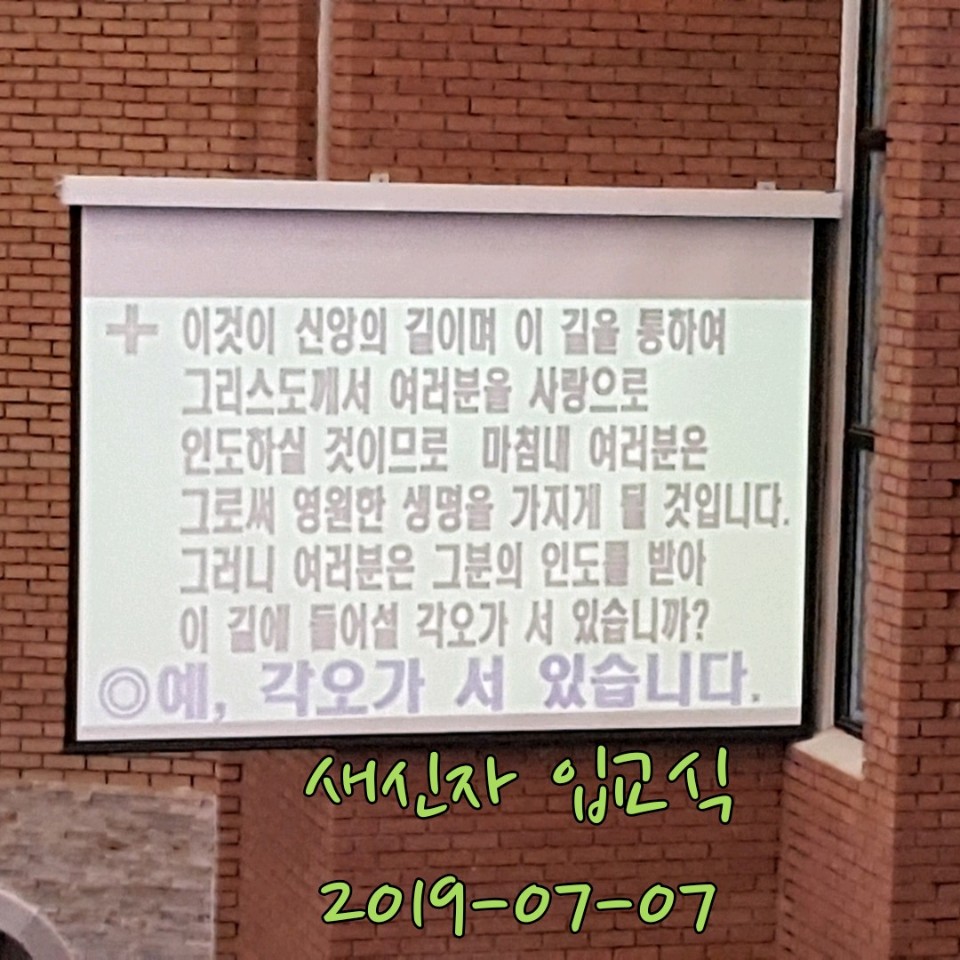 ✚ 이것이 신앙의 길이며 이 길을 통하여
그리스도께서 여러분을 사랑으로
인도하실 것이므로 마침내 여러분은
그로써 영원한 생명을 가지게 될 것입니다.
그러니 여러분은 그분의 인도를 받아
이 길에 들어설 각오가 서 있습니까?
◎예, 각오가 서 있습니다.
새신자 입교식
2019-07-07